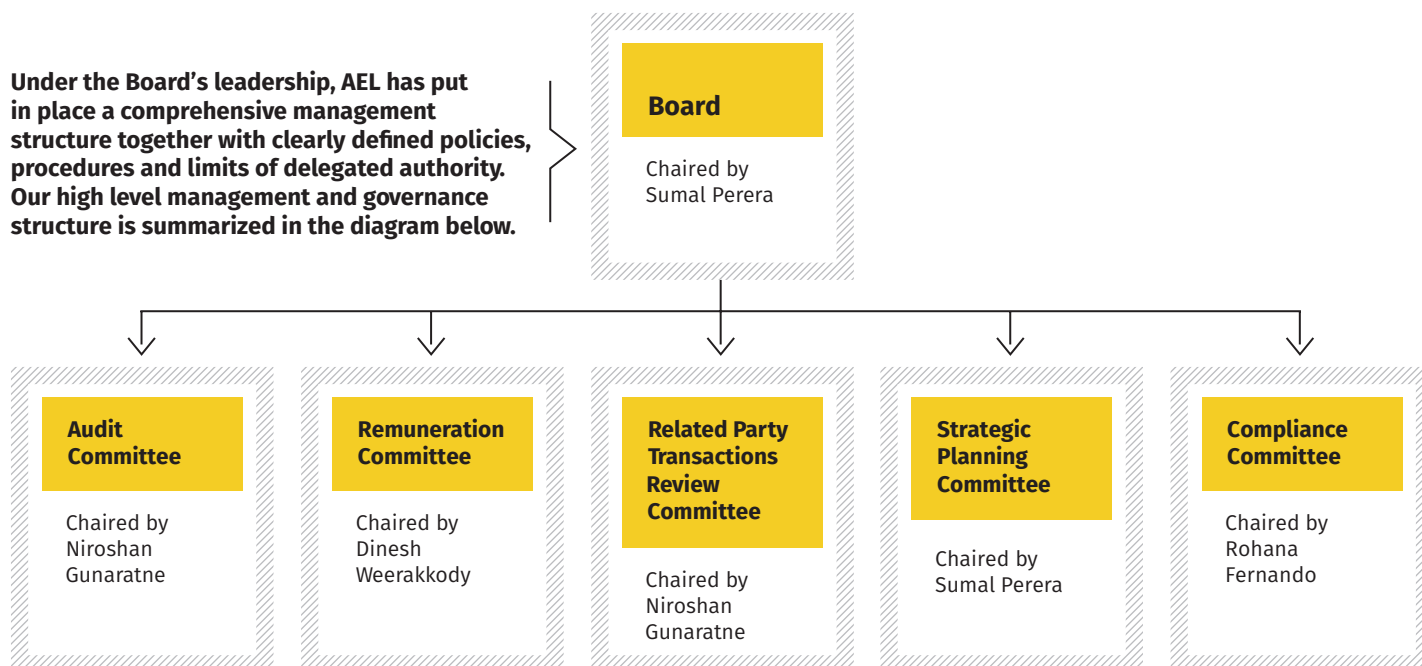 Under the Board’s leadership, AEL has put
in place a comprehensive management
structure together with clearly defined policies,
procedures and limits of delegated authority.
Our high level management and governance
structure is summarized in the diagram below.
Board
Chaired by
Sumal Perera
Audit
Committee
Chaired by
Niroshan
Gunaratne
Remuneration
Committee
Chaired by
Dinesh
Weerakkody
Related Party
Transactions
Review
Committee
Chaired by
Niroshan
Gunaratne
Strategic
Planning
Committee
Chaired by
Sumal Perera
Compliance
Committee
Chaired by
Rohana
Fernando